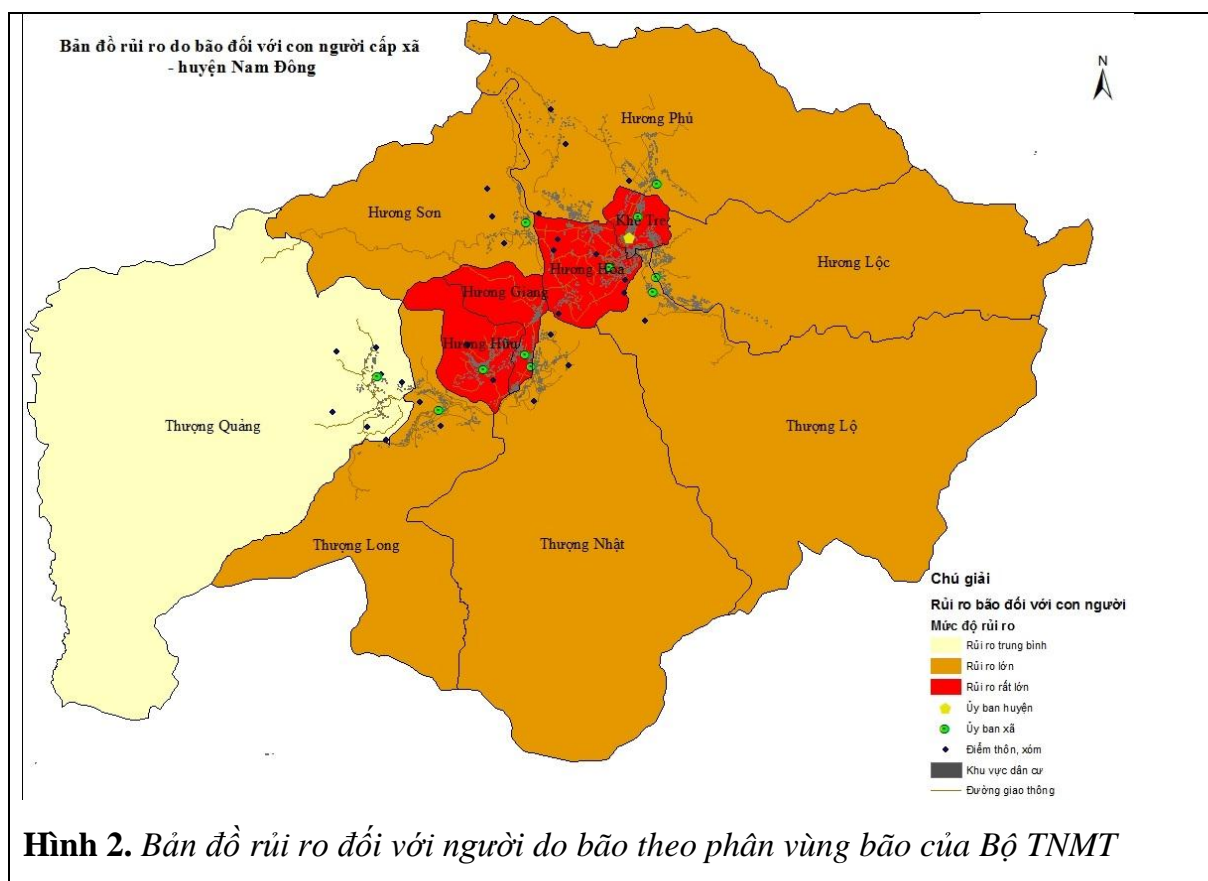 Bản đồ rủi ro do bão đối với con người cấp xã
- huyện Nam Đông
N
Hương Phú
Hương Sơn
Khe Tre
Hương Lộc
Hương Hòa
Hương Giang
Hương Hữu
Thượng Quảng
Thượng Lộ
Thượng Long
Thượng Nhật
Chú giải
Rủi ro bão đối với con người
Mức độ rủi ro
Rủi ro trung bình
Rủi ro lớn
Rủi ro rất lớn
Ủy ban huyện
Ủy ban xã
Điểm thôn, xóm
Khu vực dân cư
Đường giao thông
Hình 2. Bản đồ rủi ro đối với người do bão theo phân vùng bão của Bộ TNMT